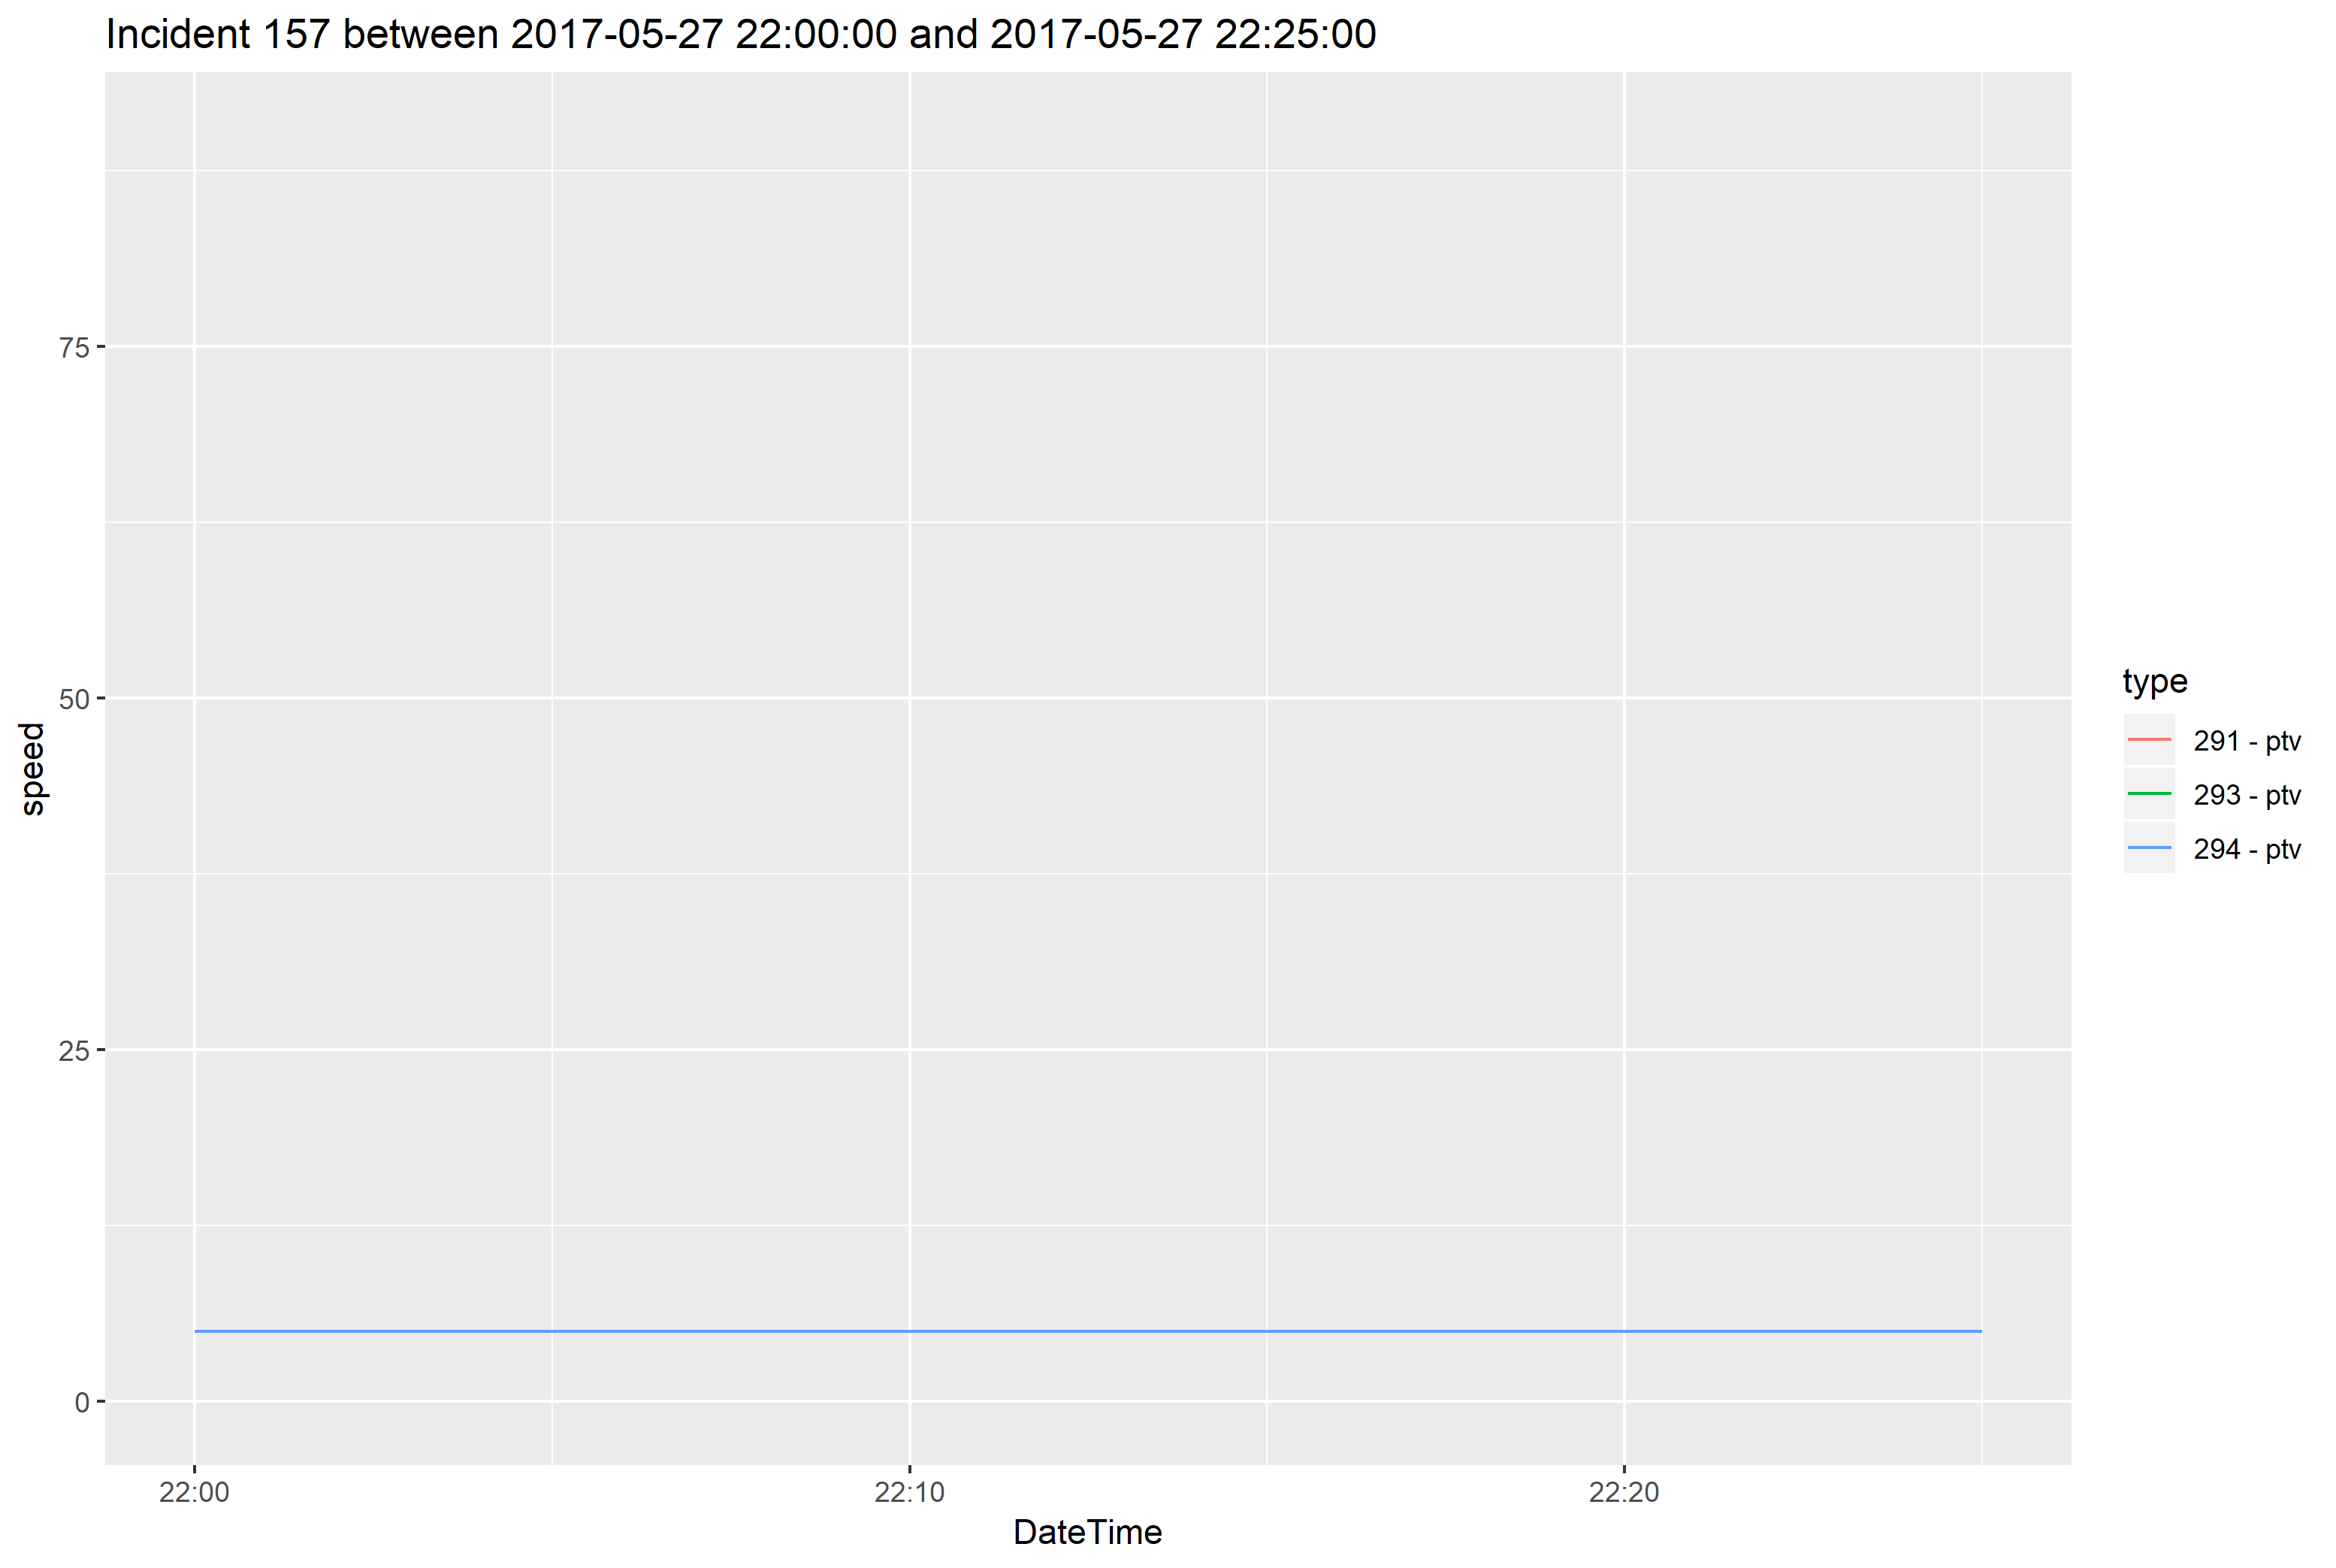 Incident 157 between 2017-05-27 22:00:00 and 2017-05-27 22:25:00
75
50
25
0
speed
22:00
22:10
22:20
DateTime
type
291 - ptv
293 - ptv
294 - ptv